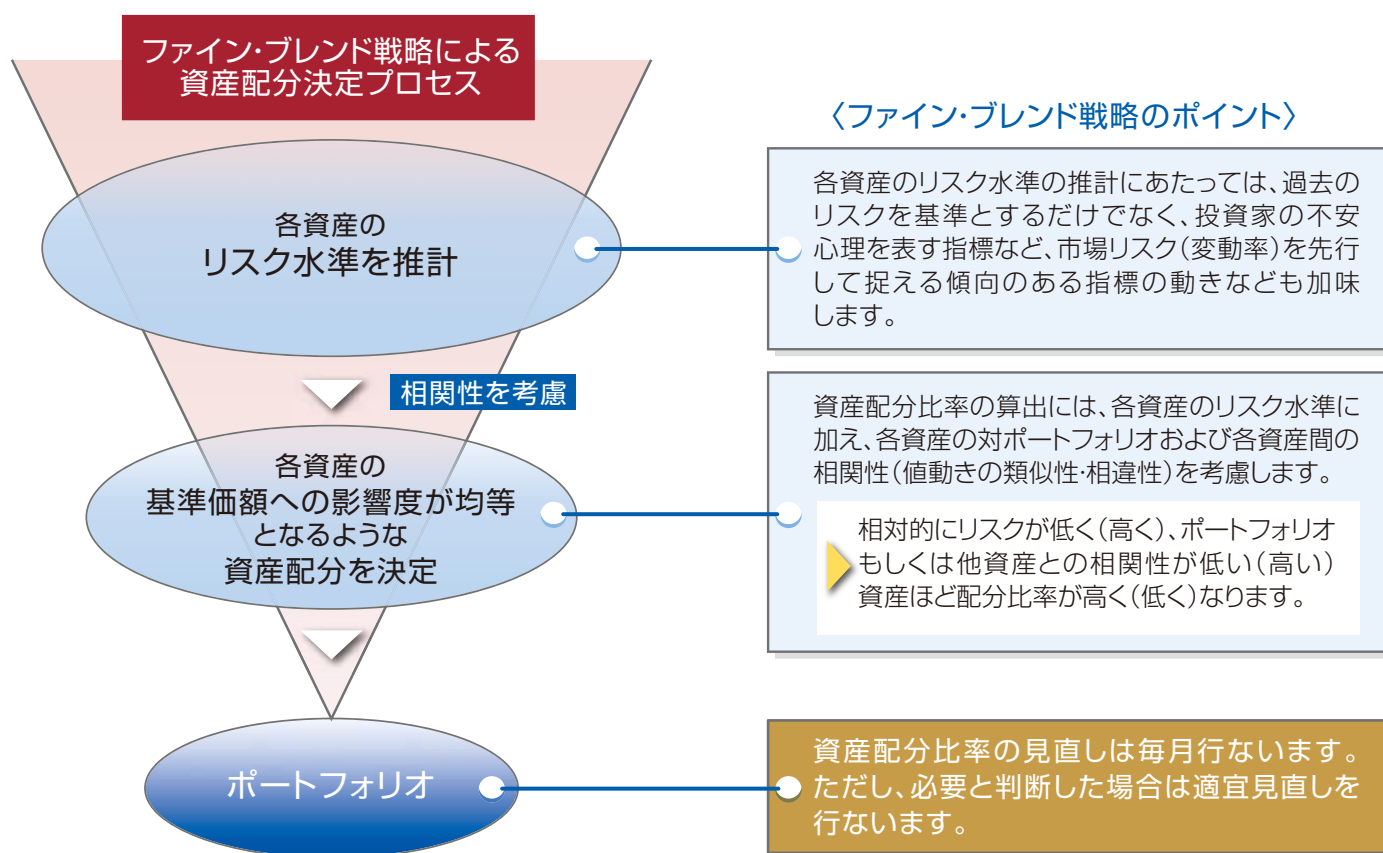 ファイン・ブレンド戦略による
資産配分決定プロセス
〈ファイン・ブレンド戦略のポイント〉
各資産の
リスク水準を推計
各資産のリスク水準の推計にあたっては、過去の
リスクを基準とするだけでなく、投資家の不安
心理を表す指標など、市場リスク(変動率)を先行
して捉える傾向のある指標の動きなども加味
します。
相関性を考慮
各資産の
基準価額への影響度が均等
となるような
資産配分を決定
資産配分比率の算出には、各資産のリスク水準に
加え、各資産の対ポートフォリオおよび各資産間の
相関性(値動きの類似性・相違性)を考慮します。
相対的にリスクが低く(高く)、ポートフォリオ
もしくは他資産との相関性が低い(高い)
資産ほど配分比率が高く(低く)なります。
ポートフォリオ
資産配分比率の見直しは毎月行ないます。
ただし、必要と判断した場合は適宜見直しを
行ないます。